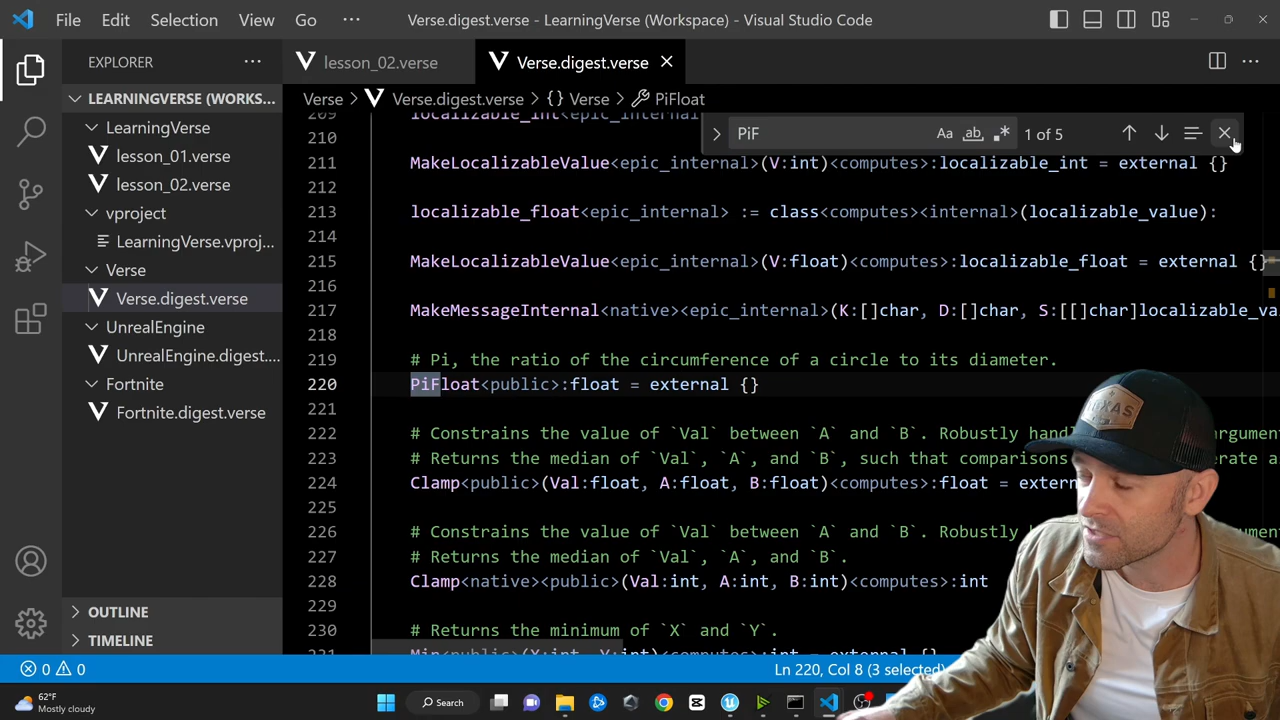 File Edit Selection View Go ··· Verse.digest.verse - LearningVerse (Workspace) - Visual Studio Code
EXPLORER ···
lesson_02.verse
Verse.digest.verse
LEARNINGVERSE (WORKS...
LearningVerse
lesson_01.verse
lesson_02.verse
vproject
LearningVerse.vproj...
Verse
Verse.digest.verse
UnrealEngine
UnrealEngine.digest....
Fortnite
Fortnite.digest.verse
OUTLINE
TIMELINE
Verse > Verse.digest.verse > {} Verse > PiFloat
PiF Aa ab 1 of 5
209 localizable_int<epic_internal
210
211 MakeLocalizableValue<epic_internal>(V:int)<computes>:localizable_int = external {}
212
213 localizable_float<epic_internal> := class<computes><internal>(localizable_value):
214
215 MakeLocalizableValue<epic_internal>(V:float)<computes>:localizable_float = external {}
216
217 MakeMessageInternal<native><epic_internal>(K:[]char, D:[]char, S:[[]char]localizable_va
218
219 # Pi, the ratio of the circumference of a circle to its diameter.
220 PiFloat<public>:float = external {}
221
222 # Constrains the value of `Val` between `A` and `B`. Robustly hand argument
223 # Returns the median of `Val`, `A`, and `B`, such that comparisons erate a
224 Clamp<public>(Val:float, A:float, B:float)<computes>:float = extern
225
226 # Constrains the value of `Val` between `A` and `B`. Robustly
227 # Returns the median of `Val`, `A`, and `B`.
228 Clamp<native><public>(Val:int, A:int, B:int)<computes>:int
229
230 # Returns the minimum of `X` and `Y`.
231 Min<public>(X:int, Y:int)<computes>:int = external {}
TEXAS
0 0
Ln 220, Col 8 (3 selected)
62°F
Mostly cloudy
Search